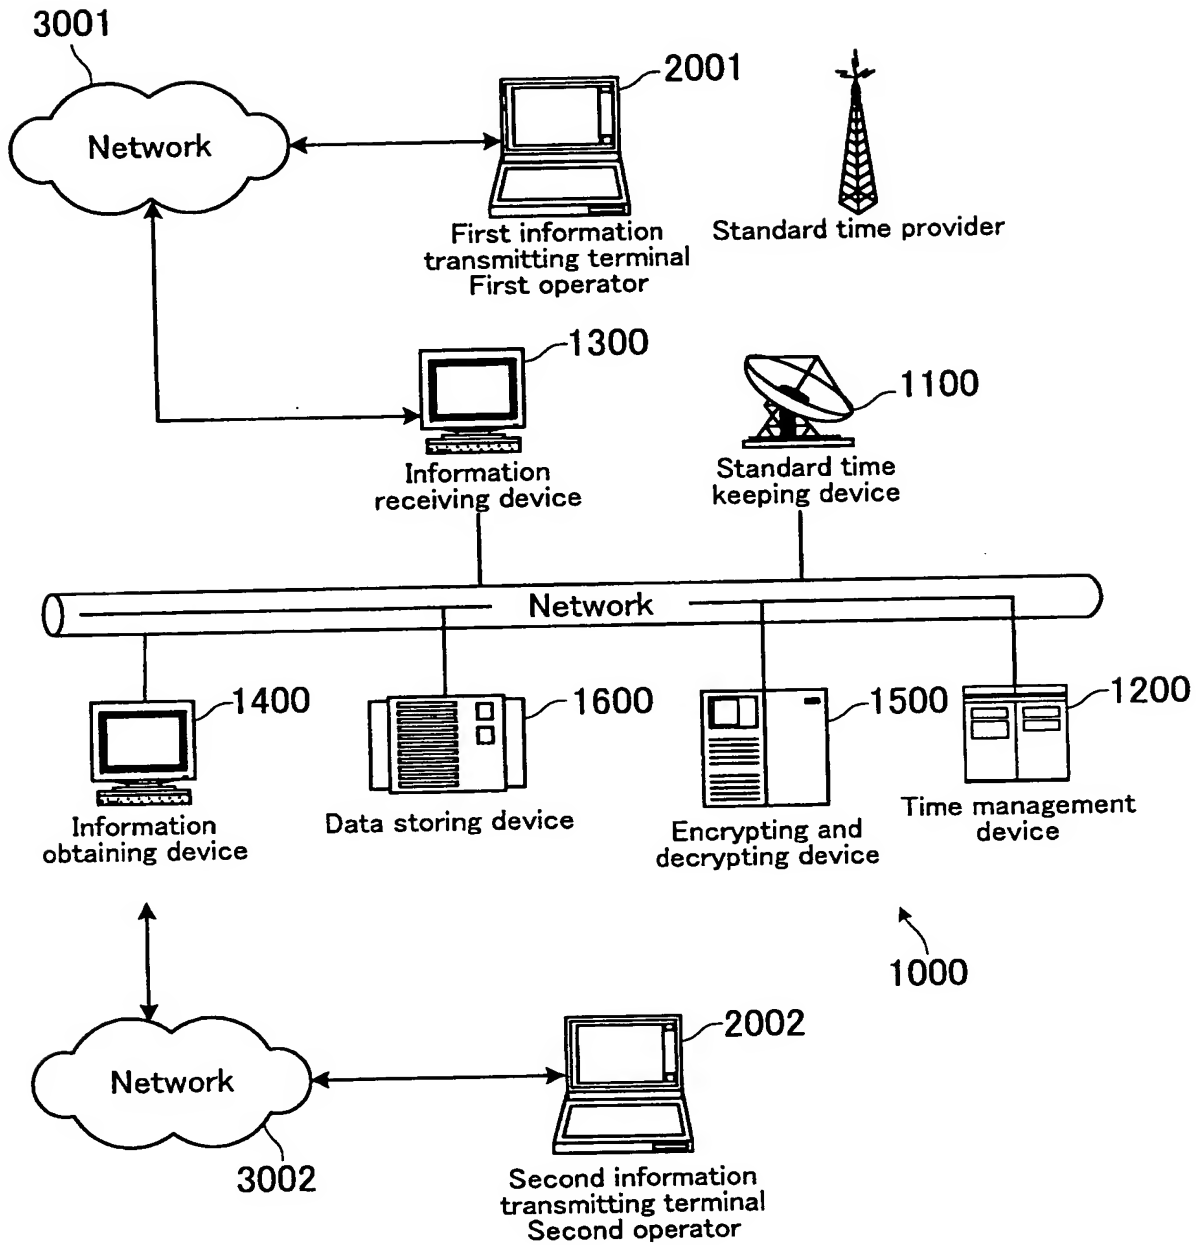 3001
Network
2001
First information
transmitting terminal
First operator
Standard time provider
1300
Information
receiving device
1100
Standard time
keeping device
Network
1400
Information
obtaining device
1600
Data storing device
1500
Encrypting and
decrypting device
1200
Time management
device
1000
Network
3002
2002
Second information
transmitting terminal
Second operator